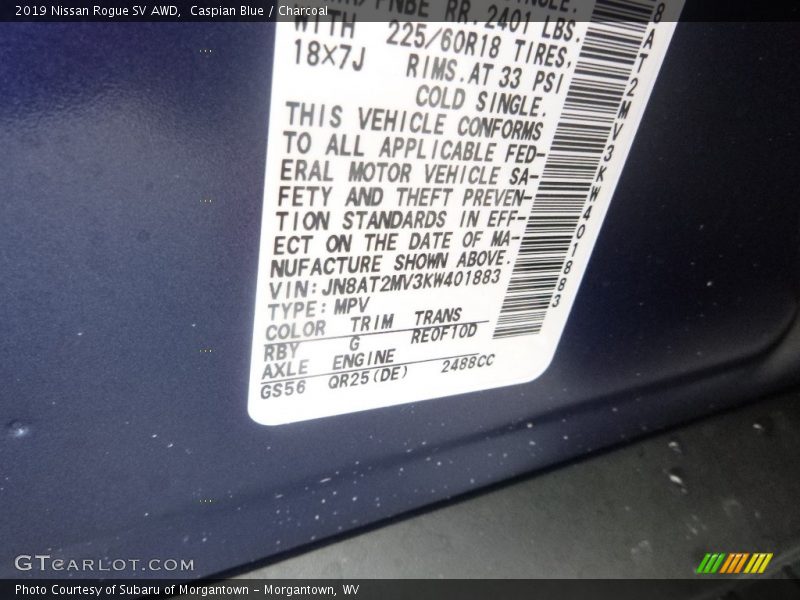 2019 Nissan Rogue SV AWD, Caspian Blue / Charcoal
RR. 2401 LBS.
WITH 225/60R18 TIRES,
18X7J RIMS.AT 33 PSI
COLD SINGLE.
THIS VEHICLE CONFORMS
TO ALL APPLICABLE FED-
ERAL MOTOR VEHICLE SA-
FETY AND THEFT PREVEN-
TION STANDARDS IN EFF-
ECT ON THE DATE OF MA-
NUFACTURE SHOWN ABOVE.
VIN:JN8AT2MV3KW401883
TYPE:MPV
COLOR TRIM TRANS
RBY G RE0F10D
AXLE ENGINE
GS56 QR25(DE) 2488CC
8AT2MV3KW401883
GTCARLOT.COM
Photo Courtesy of Subaru of Morgantown - Morgantown, WV